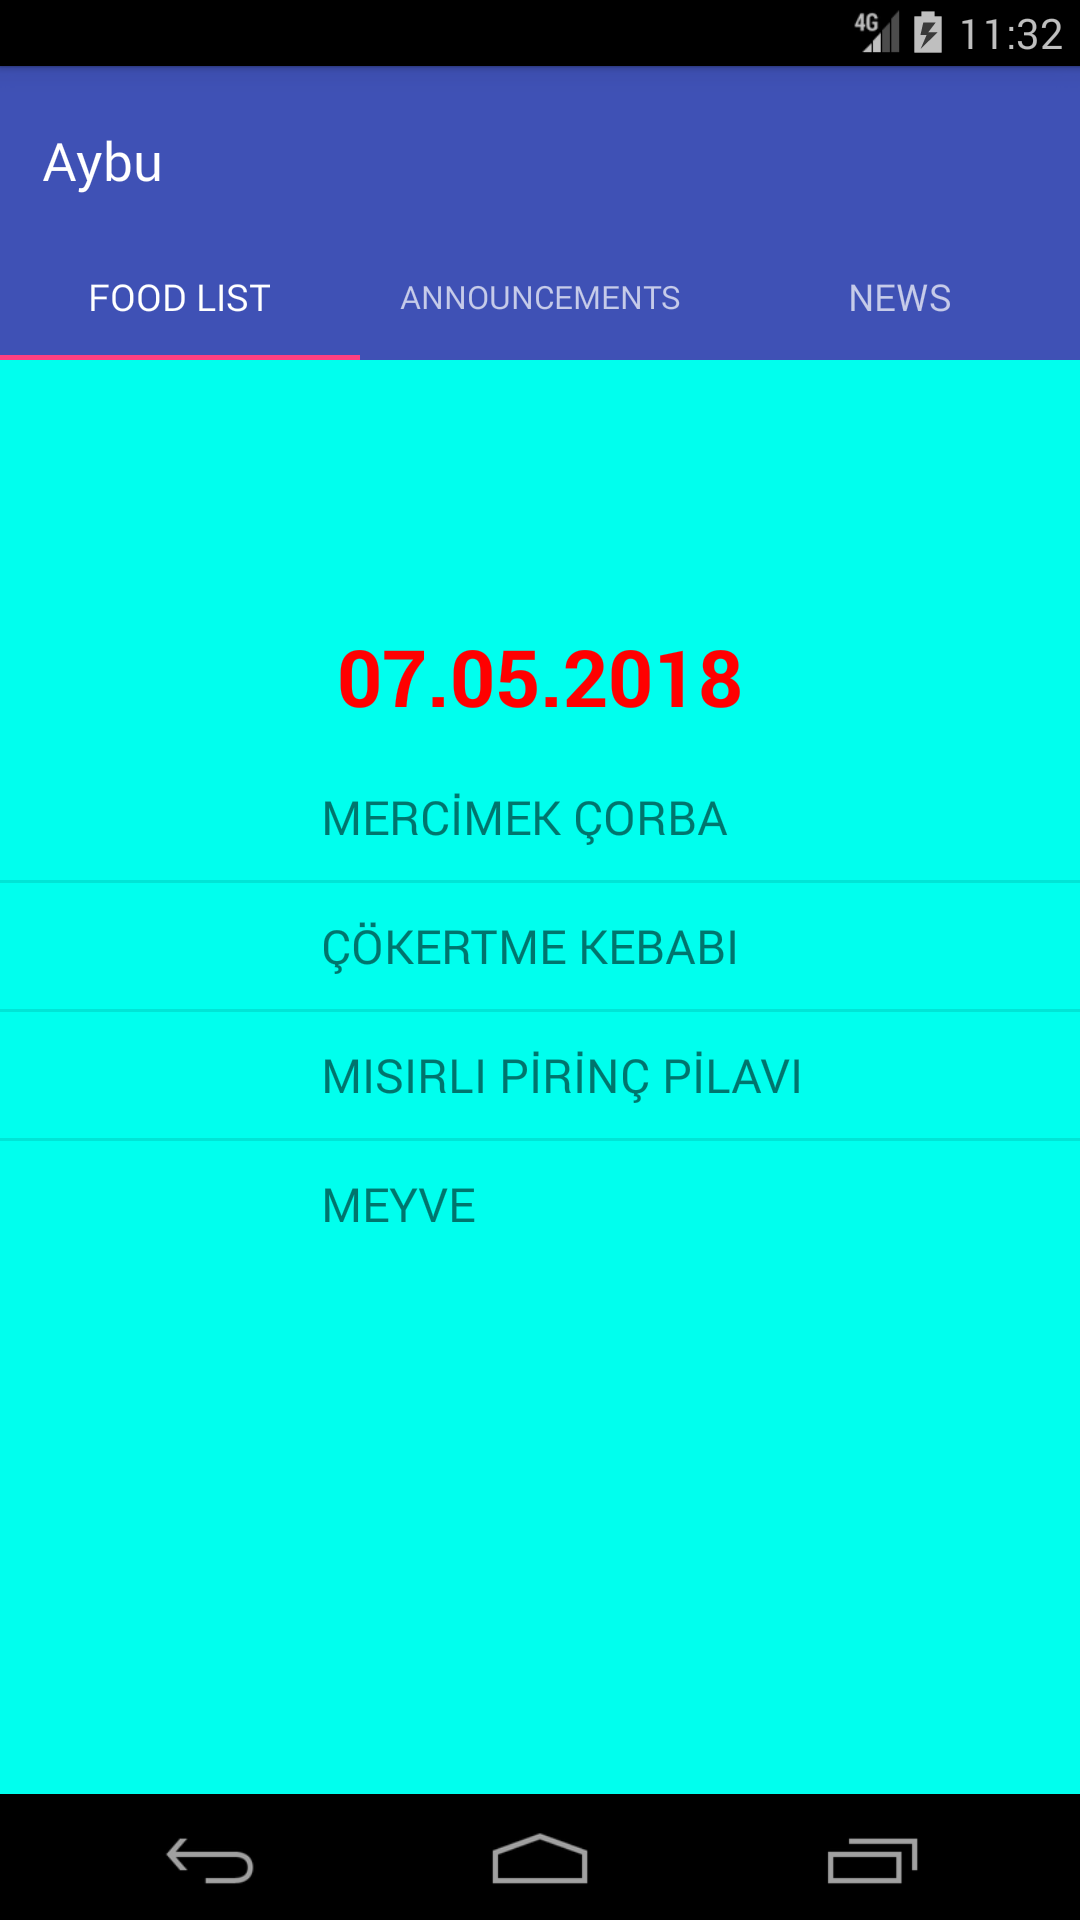 4G 11:32
Aybu
FOOD LIST ANNOUNCEMENTS NEWS
07.05.2018
MERCİMEK ÇORBA
ÇÖKERTME KEBABI
MISIRLI PİRİNÇ PİLAVI
MEYVE